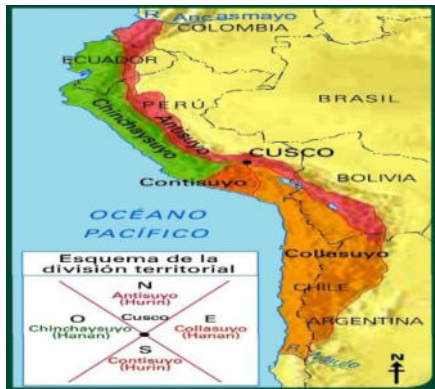 R. Ancasmayo
COLOMBIA
ECUADOR
PERÚ
BRASIL
Chinchaysuyo
Antisuyo
CUSCO
BOLIVIA
Contisuyo
OCÉANO
PACÍFICO
Collasuyo
CHILE
ARGENTINA
R. Maule
N
Esquema de la
división territorial
N
Antisuyo
(Hurin)
O
Cusco
E
Chinchaysuyo
(Hanan)
Collasuyo
(Hanan)
S
Contisuyo
(Hurin)